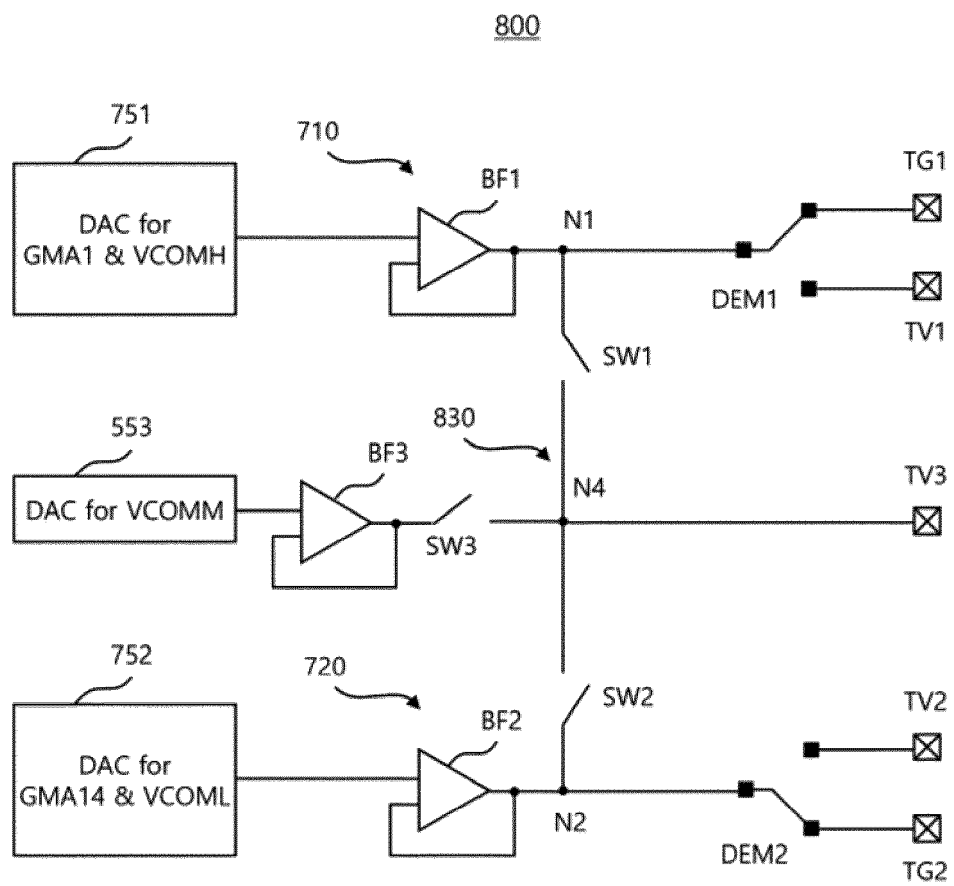 800
751
DAC for
GMA1 & VCOMH
710
BF1
N1
TG1
DEM1
TV1
SW1
553
DAC for VCOMM
BF3
SW3
830
N4
TV3
752
DAC for
GMA14 & VCOML
720
BF2
SW2
N2
TV2
DEM2
TG2